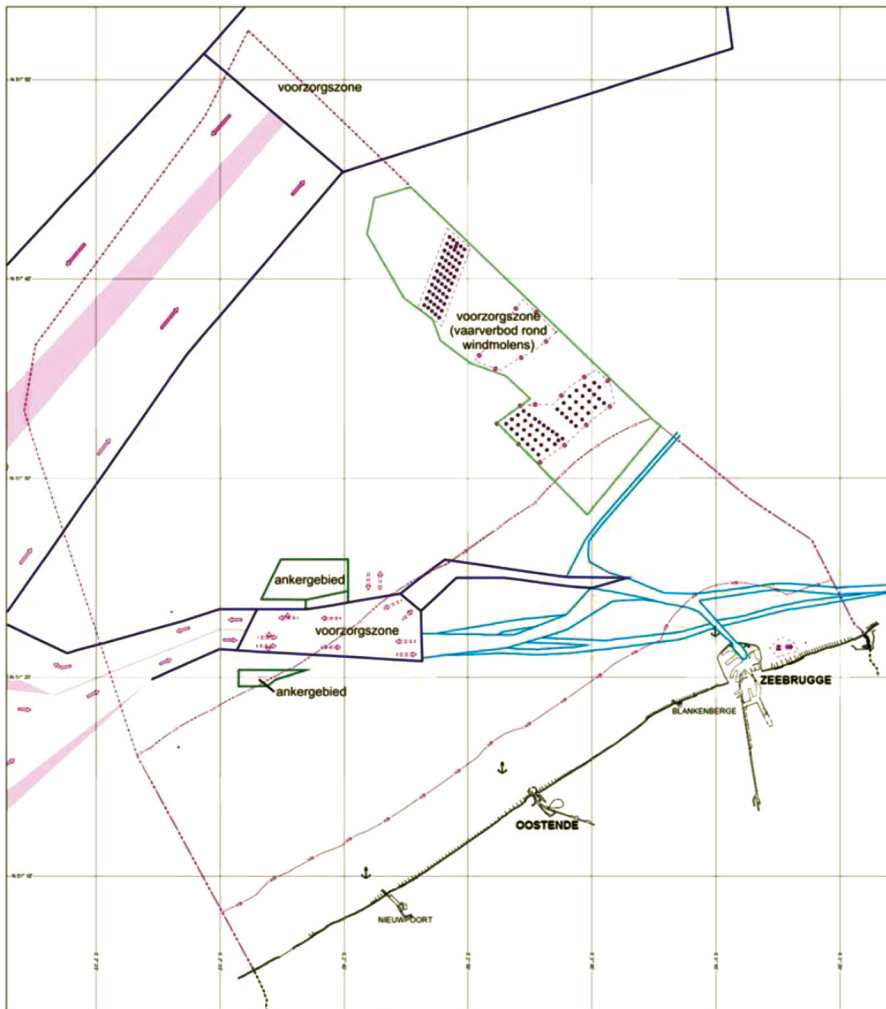 voorzorgszone
voorzorgszone
(vaarverbod rond
windmolens)
ankergebied
voorzorgszone
ankergebied
ZEEBRUGGE
BLANKENBERGE
OOSTENDE
NIEUWPOORT